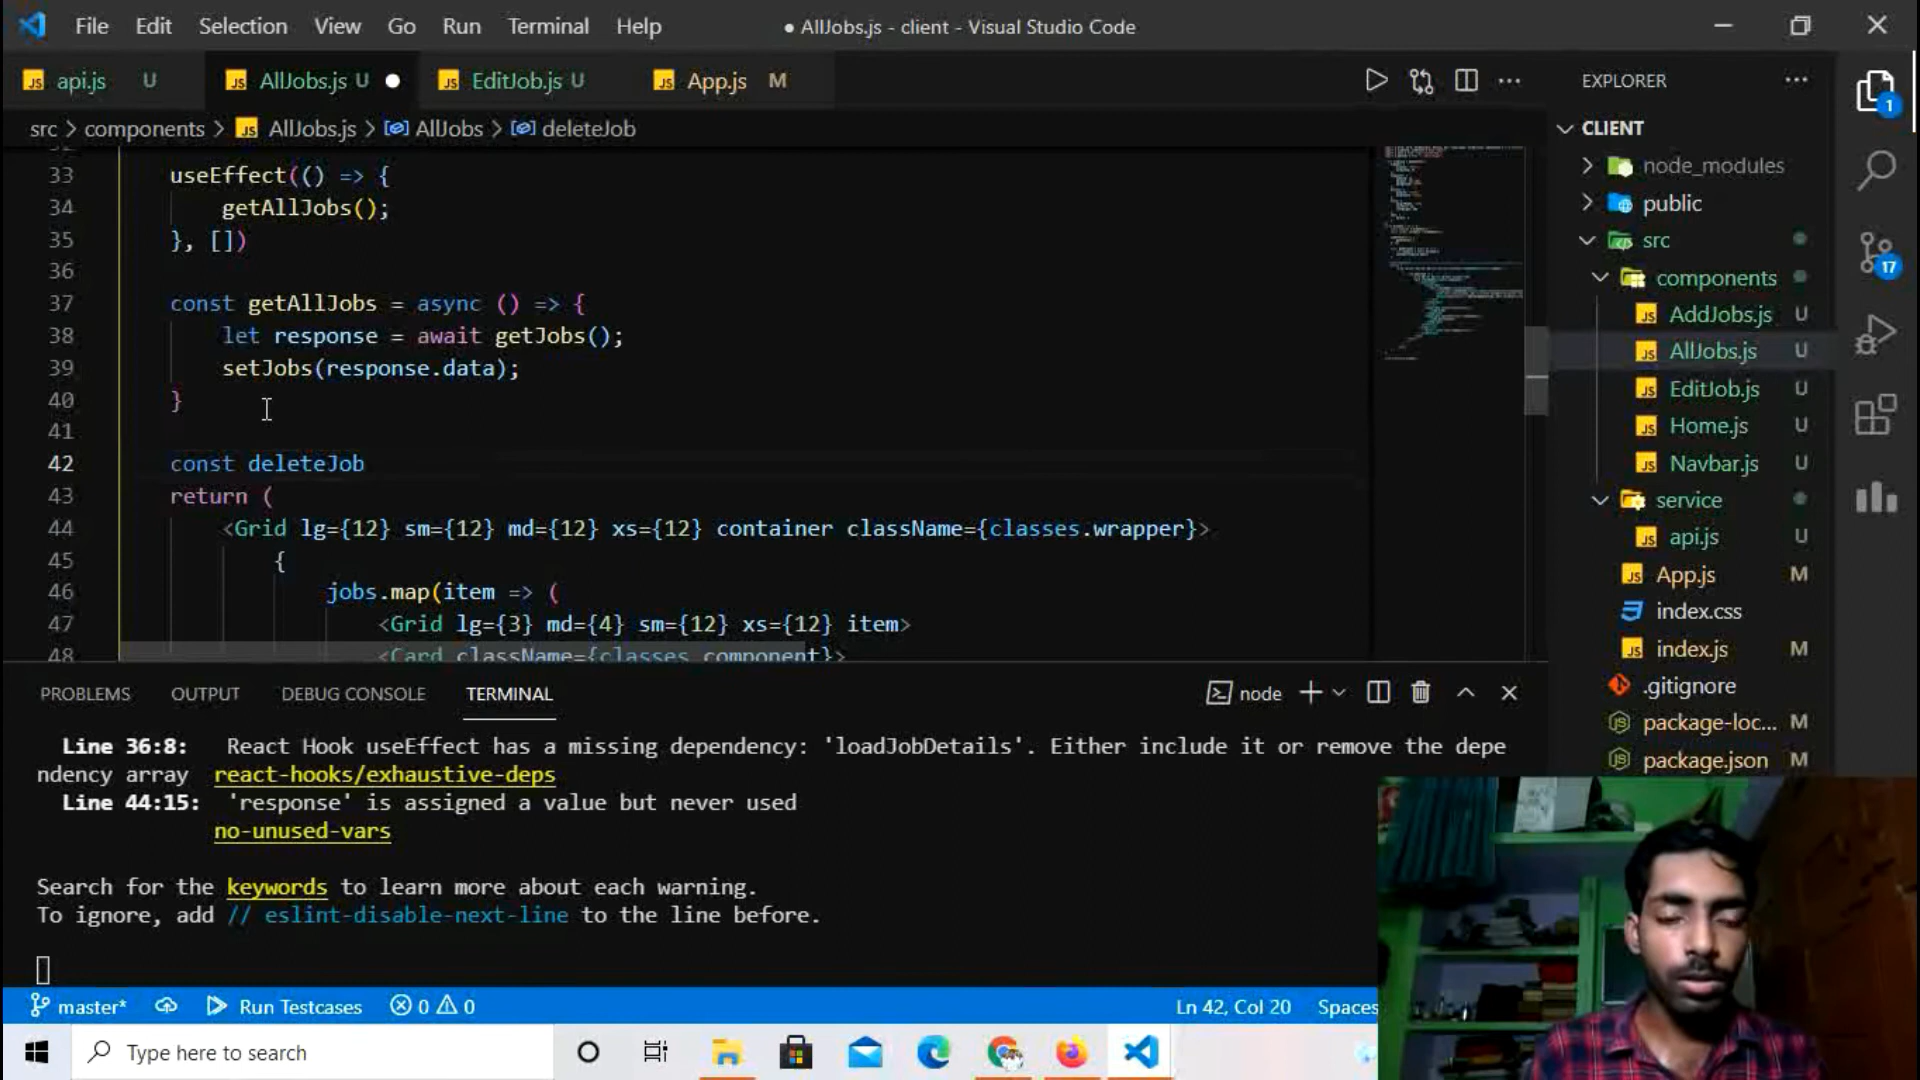 File Edit Selection View Go Run Terminal Help ● AllJobs.js - client - Visual Studio Code
api.js U AllJobs.js U EditJob.js U App.js M
src > components > AllJobs.js > AllJobs > deleteJob
33 useEffect(() => {
34 getAllJobs();
35 }, [])
36
37 const getAllJobs = async () => {
38 let response = await getJobs();
39 setJobs(response.data);
40 }
41
42 const deleteJob
43 return (
44 <Grid lg={12} sm={12} md={12} xs={12} container className={classes.wrapper}>
45 {
46 jobs.map(item => (
47 <Grid lg={3} md={4} sm={12} xs={12} item>
48 <Card className={classes.component}>
PROBLEMS OUTPUT DEBUG CONSOLE TERMINAL node
Line 36:8: React Hook useEffect has a missing dependency: 'loadJobDetails'. Either include it or remove the depe
ndency array react-hooks/exhaustive-deps
Line 44:15: 'response' is assigned a value but never used
no-unused-vars
Search for the keywords to learn more about each warning.
To ignore, add // eslint-disable-next-line to the line before.
EXPLORER
CLIENT
node_modules
public
src
components
AddJobs.js U
AllJobs.js U
EditJob.js U
Home.js U
Navbar.js U
service
api.js U
App.js M
index.css
index.js M
.gitignore
package-loc... M
package.json M
1
17
master* Run Testcases 0 0 Ln 42, Col 20 Spaces
Type here to search